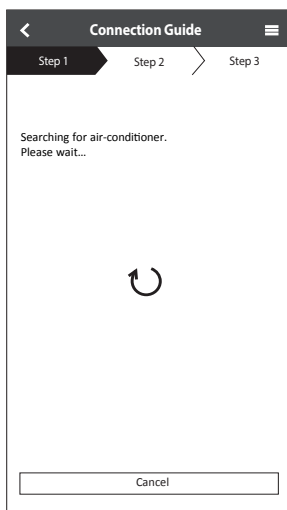 Connection Guide
Step 1 Step 2 Step 3
Searching for air-conditioner.
Please wait...
Cancel